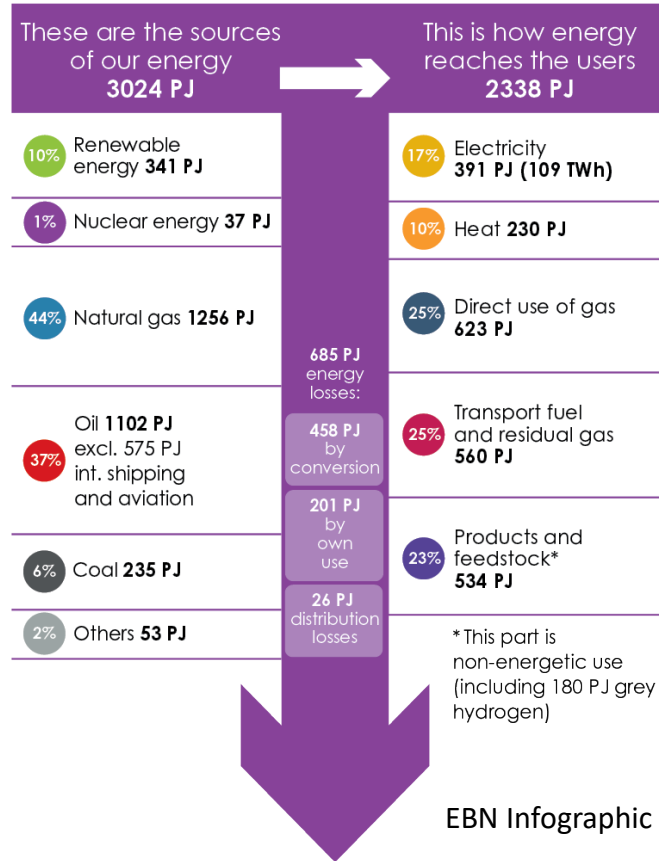 These are the sources
of our energy
3024 PJ
This is how energy
reaches the users
2338 PJ
10%
Renewable
energy 341 PJ
1%
Nuclear energy 37 PJ
44%
Natural gas 1256 PJ
37%
Oil 1102 PJ
excl. 575 PJ
int. shipping
and aviation
6%
Coal 235 PJ
2%
Others 53 PJ
685 PJ
energy
losses:
458 PJ
by
conversion
201 PJ
by
own
use
26 PJ
distribution
losses
17%
Electricity
391 PJ (109 TWh)
10%
Heat 230 PJ
25%
Direct use of gas
623 PJ
25%
Transport fuel
and residual gas
560 PJ
23%
Products and
feedstock*
534 PJ
* This part is
non-energetic use
(including 180 PJ grey
hydrogen)
EBN Infographic